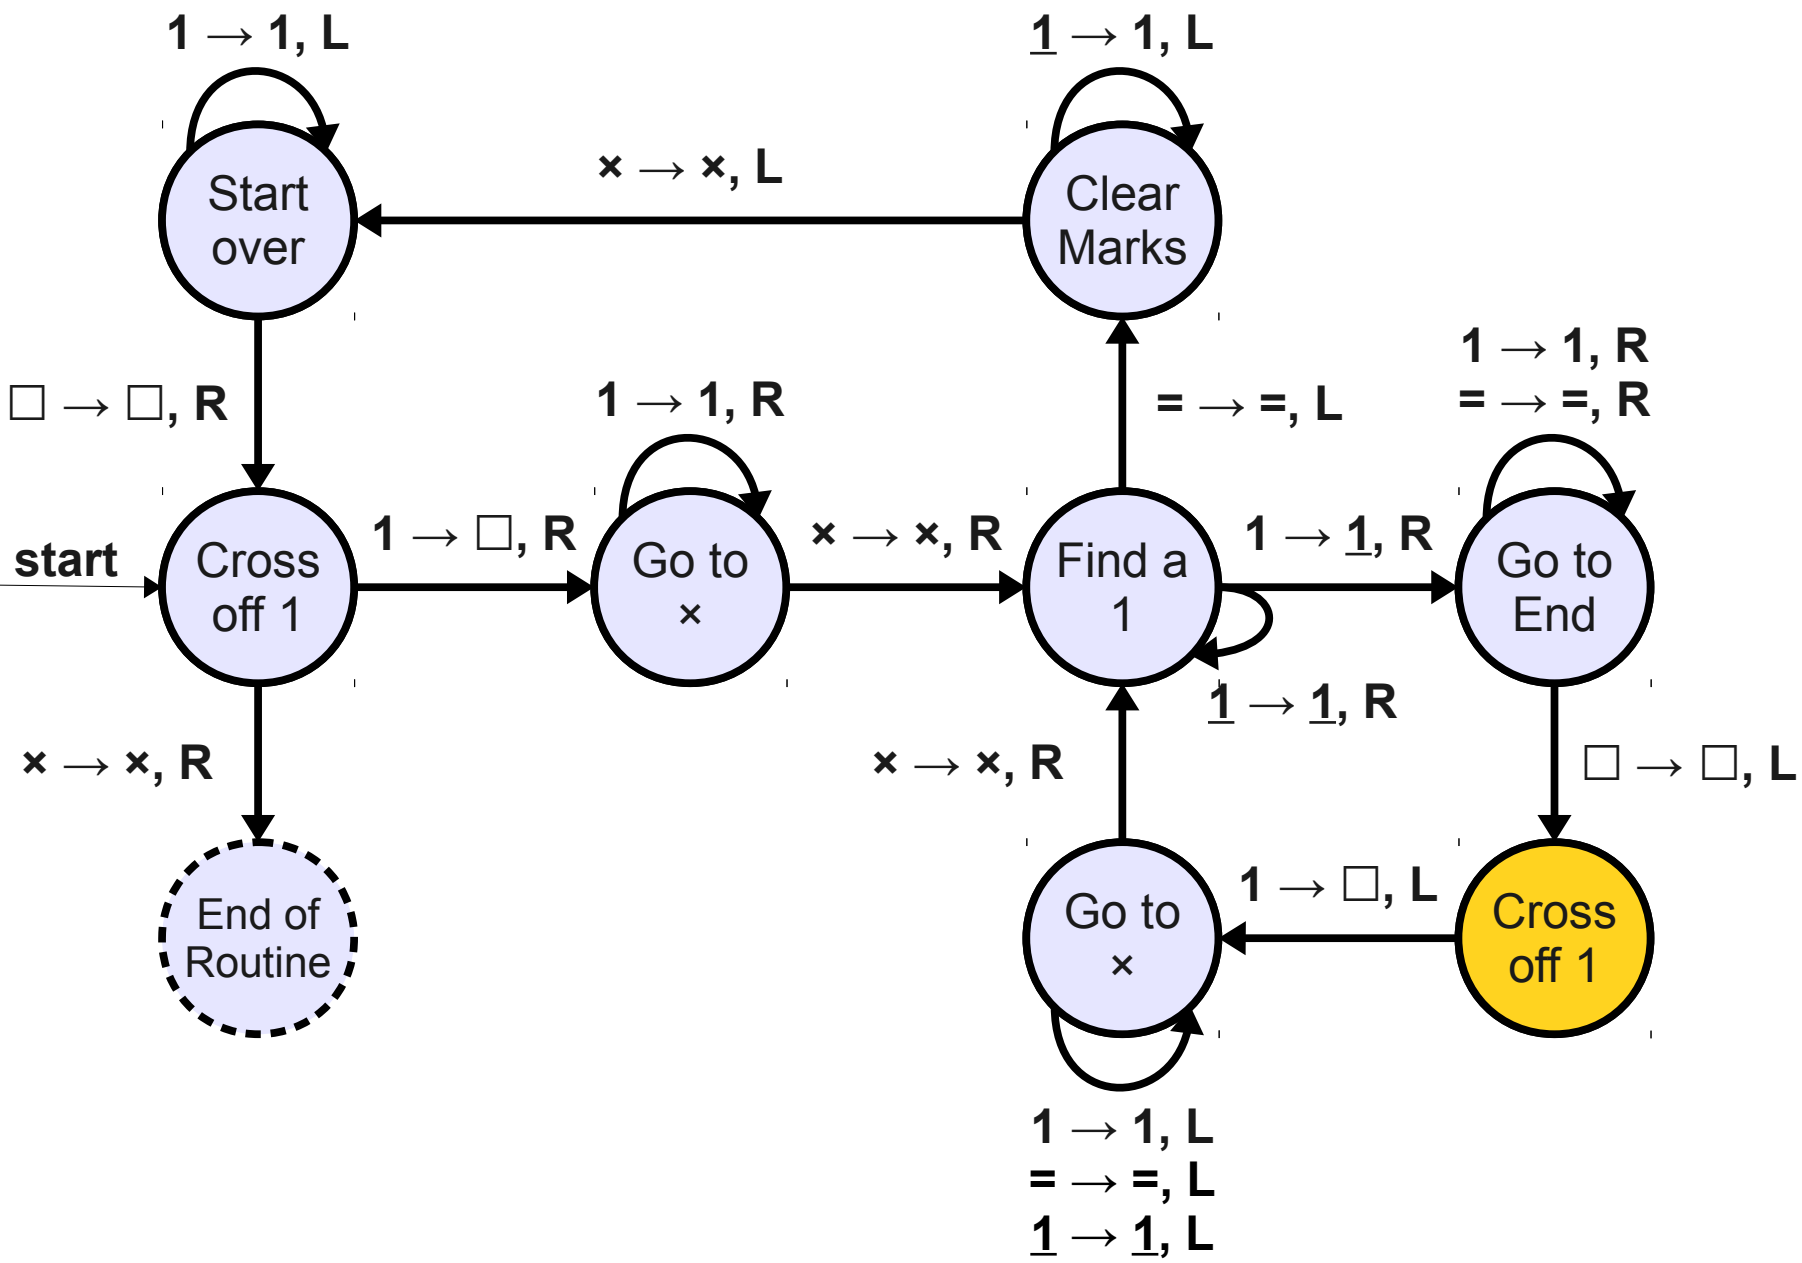 1 → 1, L
1 → 1, L
Start
over
× → ×, L
Clear
Marks
□ → □, R
1 → 1, R
= → =, L
1 → 1, R
= → =, R
start
Cross
off 1
1 → □, R
Go to
×
× → ×, R
Find a
1
1 → 1, R
Go to
End
1 → 1, R
× → ×, R
× → ×, R
□ → □, L
End of
Routine
Go to
×
1 → □, L
Cross
off 1
1 → 1, L
= → =, L
1 → 1, L